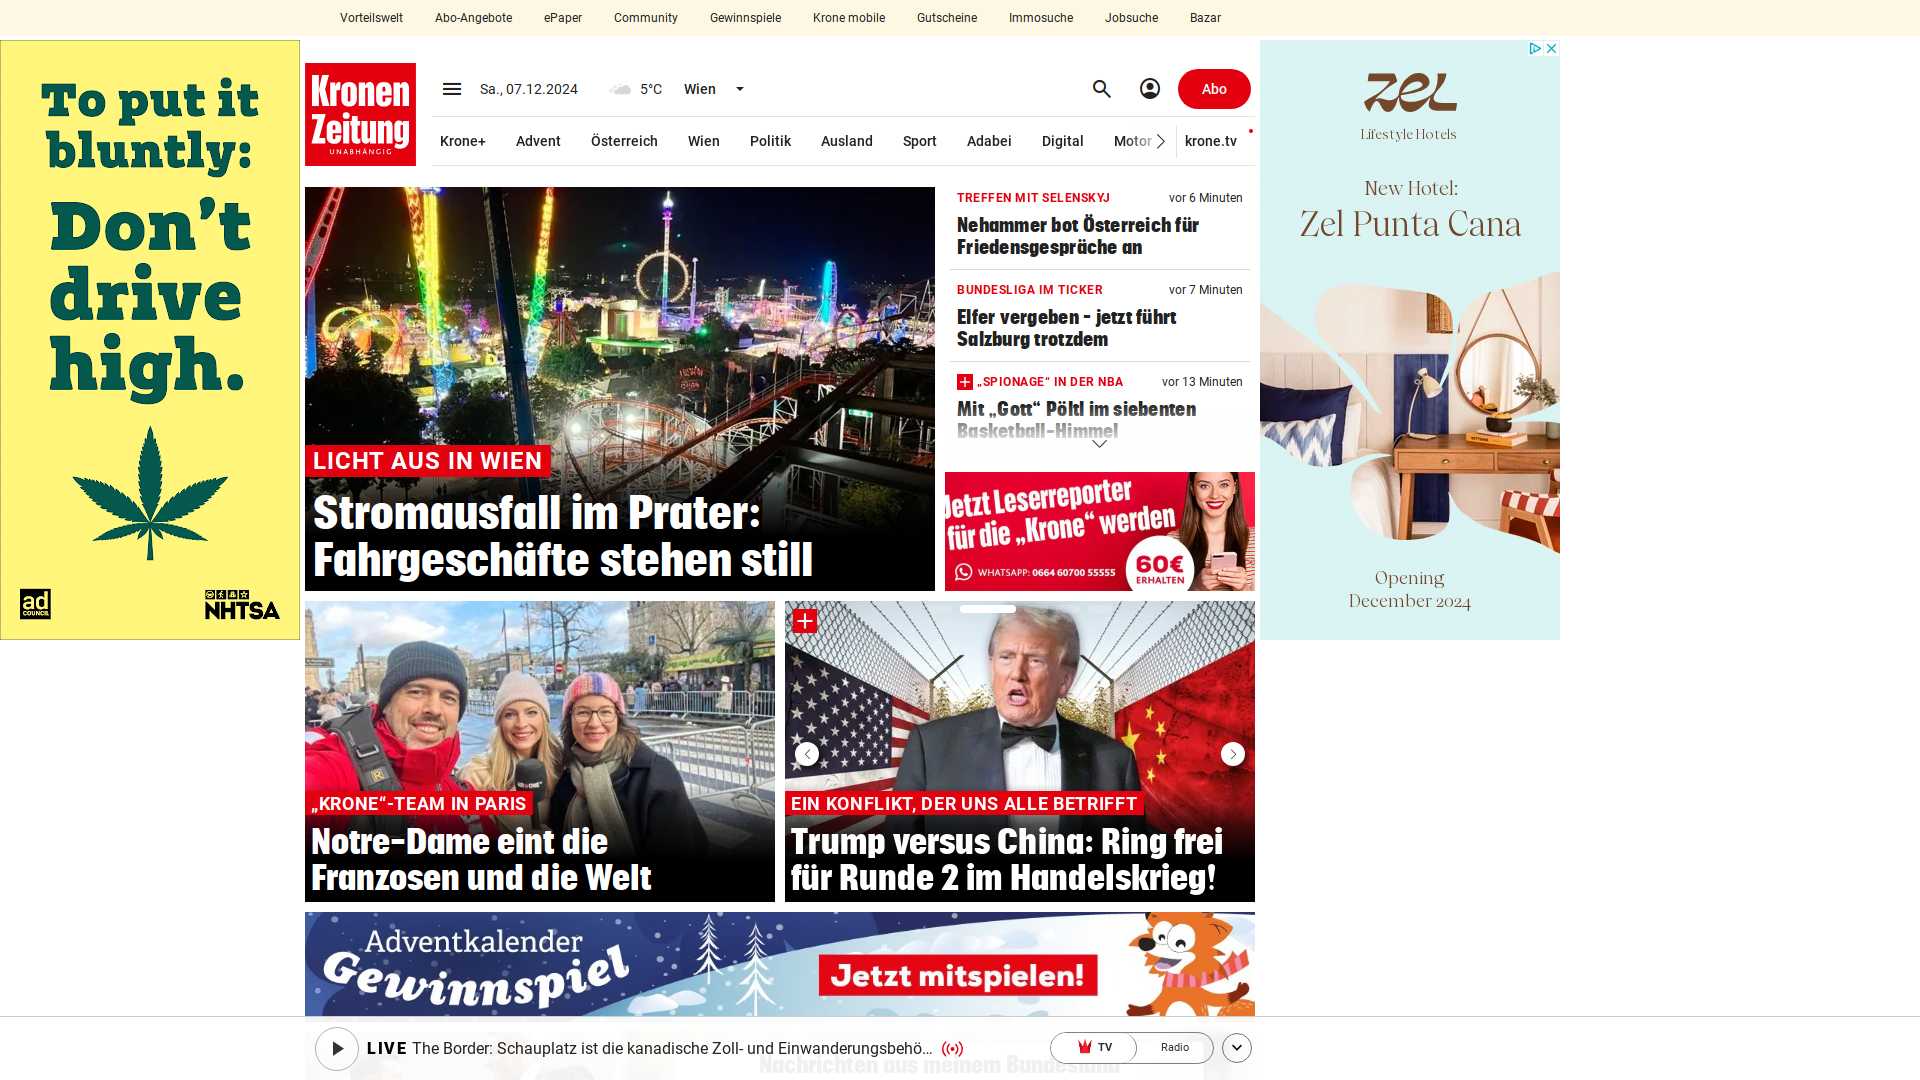 Vorteilswelt
Abo-Angebote
ePaper
Community
Gewinnspiele
Krone mobile
Gutscheine
Immosuche
Jobsuche
Bazar
To put it
bluntly:
Don't
drive
high.
ad
COUNCIL
NHTSA
Kronen
Zeitung
UNABHÄNGIG
Sa., 07.12.2024
5°C
Wien
Abo
Krone+
Advent
Österreich
Wien
Politik
Ausland
Sport
Adabei
Digital
Motor
krone.tv
LICHT AUS IN WIEN
Stromausfall im Prater:
Fahrgeschäfte stehen still
TREFFEN MIT SELENSKYJ
vor 6 Minuten
Nehammer bot Österreich für
Friedensgespräche an
BUNDESLIGA IM TICKER
vor 7 Minuten
Elfer vergeben – jetzt führt
Salzburg trotzdem
„SPIONAGE“ IN DER NBA
vor 13 Minuten
Mit „Gott“ Pöltl im siebenten
Basketball-Himmel
Jetzt Leserreporter
für die „Krone“ werden
WHATSAPP: 0664 60700 55555
60€
ERHALTEN
„KRONE“-TEAM IN PARIS
Notre-Dame eint die
Franzosen und die Welt
EIN KONFLIKT, DER UNS ALLE BETRIFFT
Trump versus China: Ring frei
für Runde 2 im Handelskrieg!
Adventkalender
Gewinnspiel
Jetzt mitspielen!
LIVE The Border: Schauplatz ist die kanadische Zoll- und Einwanderungsbehö...
TV
Radio
Nachrichten aus meinem Bundesland
zel
Lifestyle Hotels
New Hotel:
Zel Punta Cana
Opening
December 2024